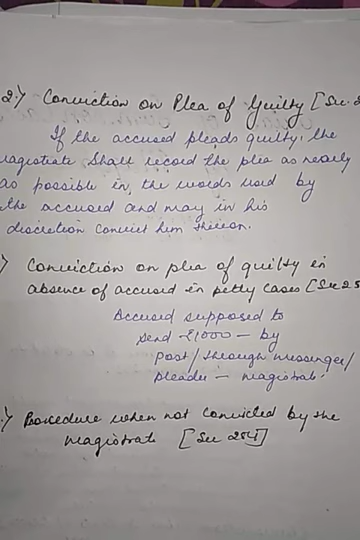 2.) Conviction on Plea of Guilty [Sec. 2
If the accused pleads guilty, the
magistrate shall record the plea as nearly
as possible in the words used by
the accused and may in his
discretion convict him thereon.
) Conviction on plea of guilty in
absence of accused in petty cases [Sec 25
Accused supposed to
send ₹1000 – by
Post/through messenger/
pleader – magistrate.
.) Procedure when not convicted by the
magistrate [Sec 254]